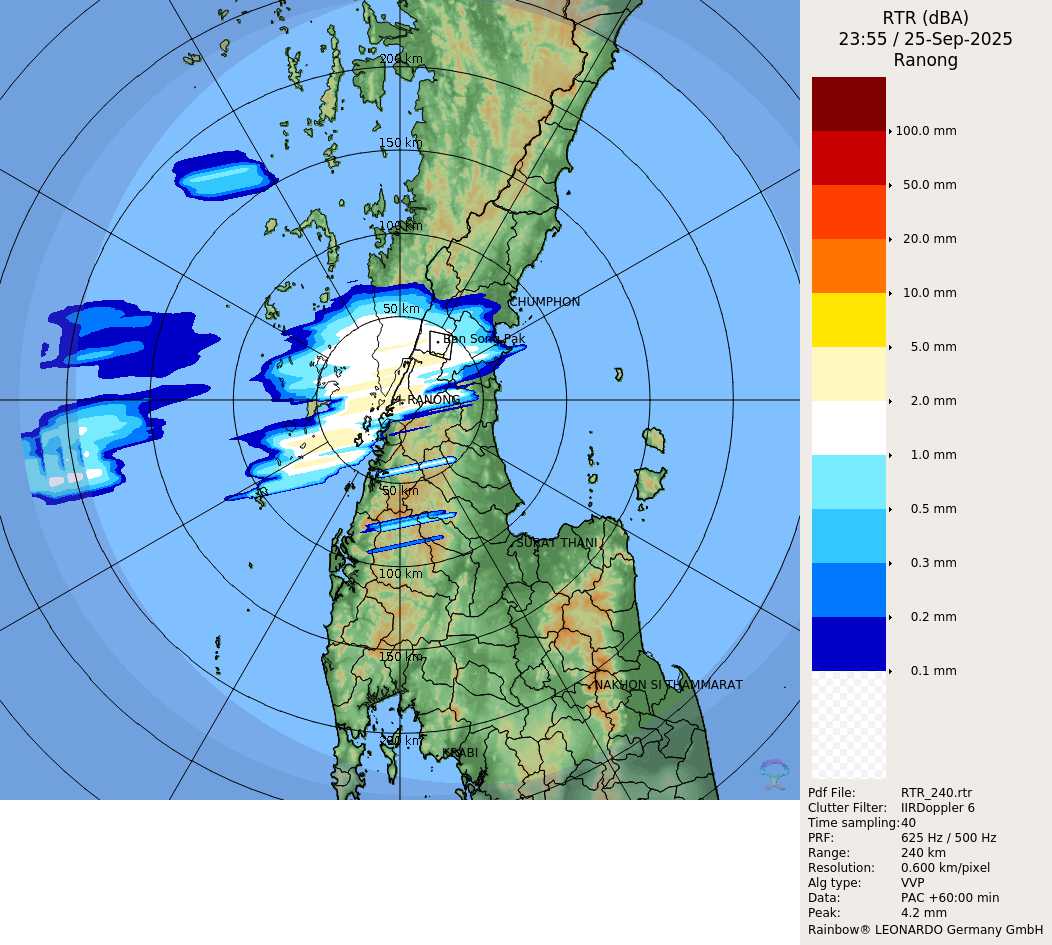 RTR (dBA)
23:55 / 25-Sep-2025
Ranong
200 km
150 km
100 km
50 km
CHUMPHON
Ban Song Pak
RANONG
50 km
SURAT THANI
100 km
150 km
NAKHON SI THAMMARAT
200 km
KRABI
100.0 mm
50.0 mm
20.0 mm
10.0 mm
5.0 mm
2.0 mm
1.0 mm
0.5 mm
0.3 mm
0.2 mm
0.1 mm
Pdf File: RTR_240.rtr
Clutter Filter: IIRDoppler 6
Time sampling: 40
PRF: 625 Hz / 500 Hz
Range: 240 km
Resolution: 0.600 km/pixel
Alg type: VVP
Data: PAC +60:00 min
Peak: 4.2 mm
Rainbow® LEONARDO Germany GmbH